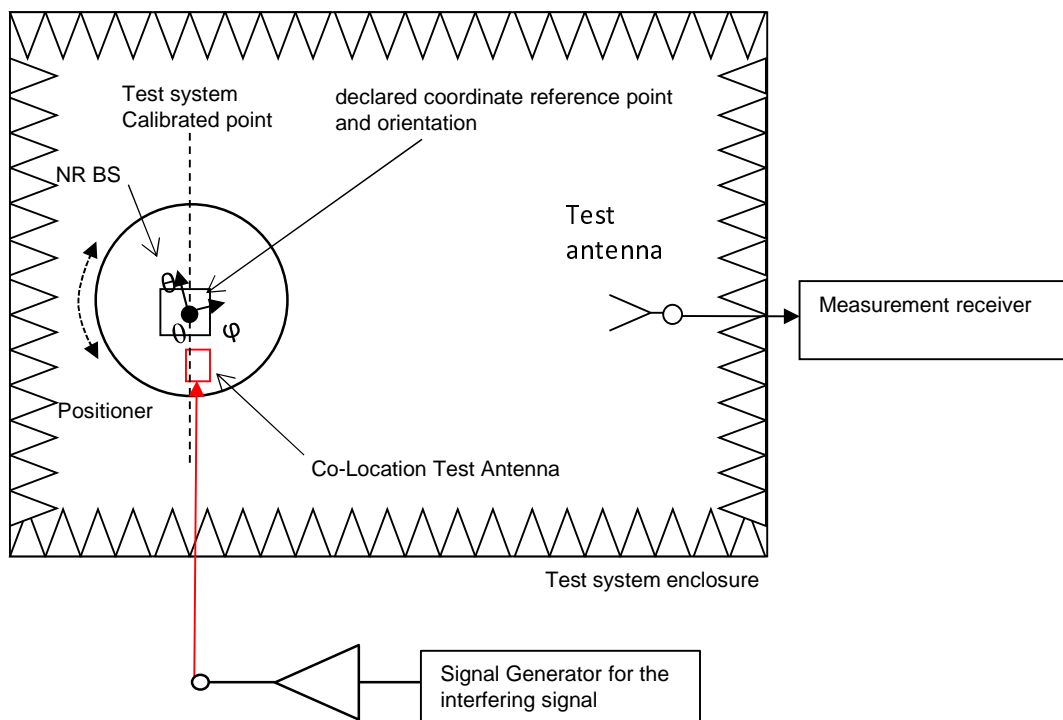 Test system
Calibrated point
declared coordinate reference point
and orientation
NR BS
Test
antenna
Measurement receiver
θ
0
φ
Positioner
Co-Location Test Antenna
Test system enclosure
Signal Generator for the
interfering signal